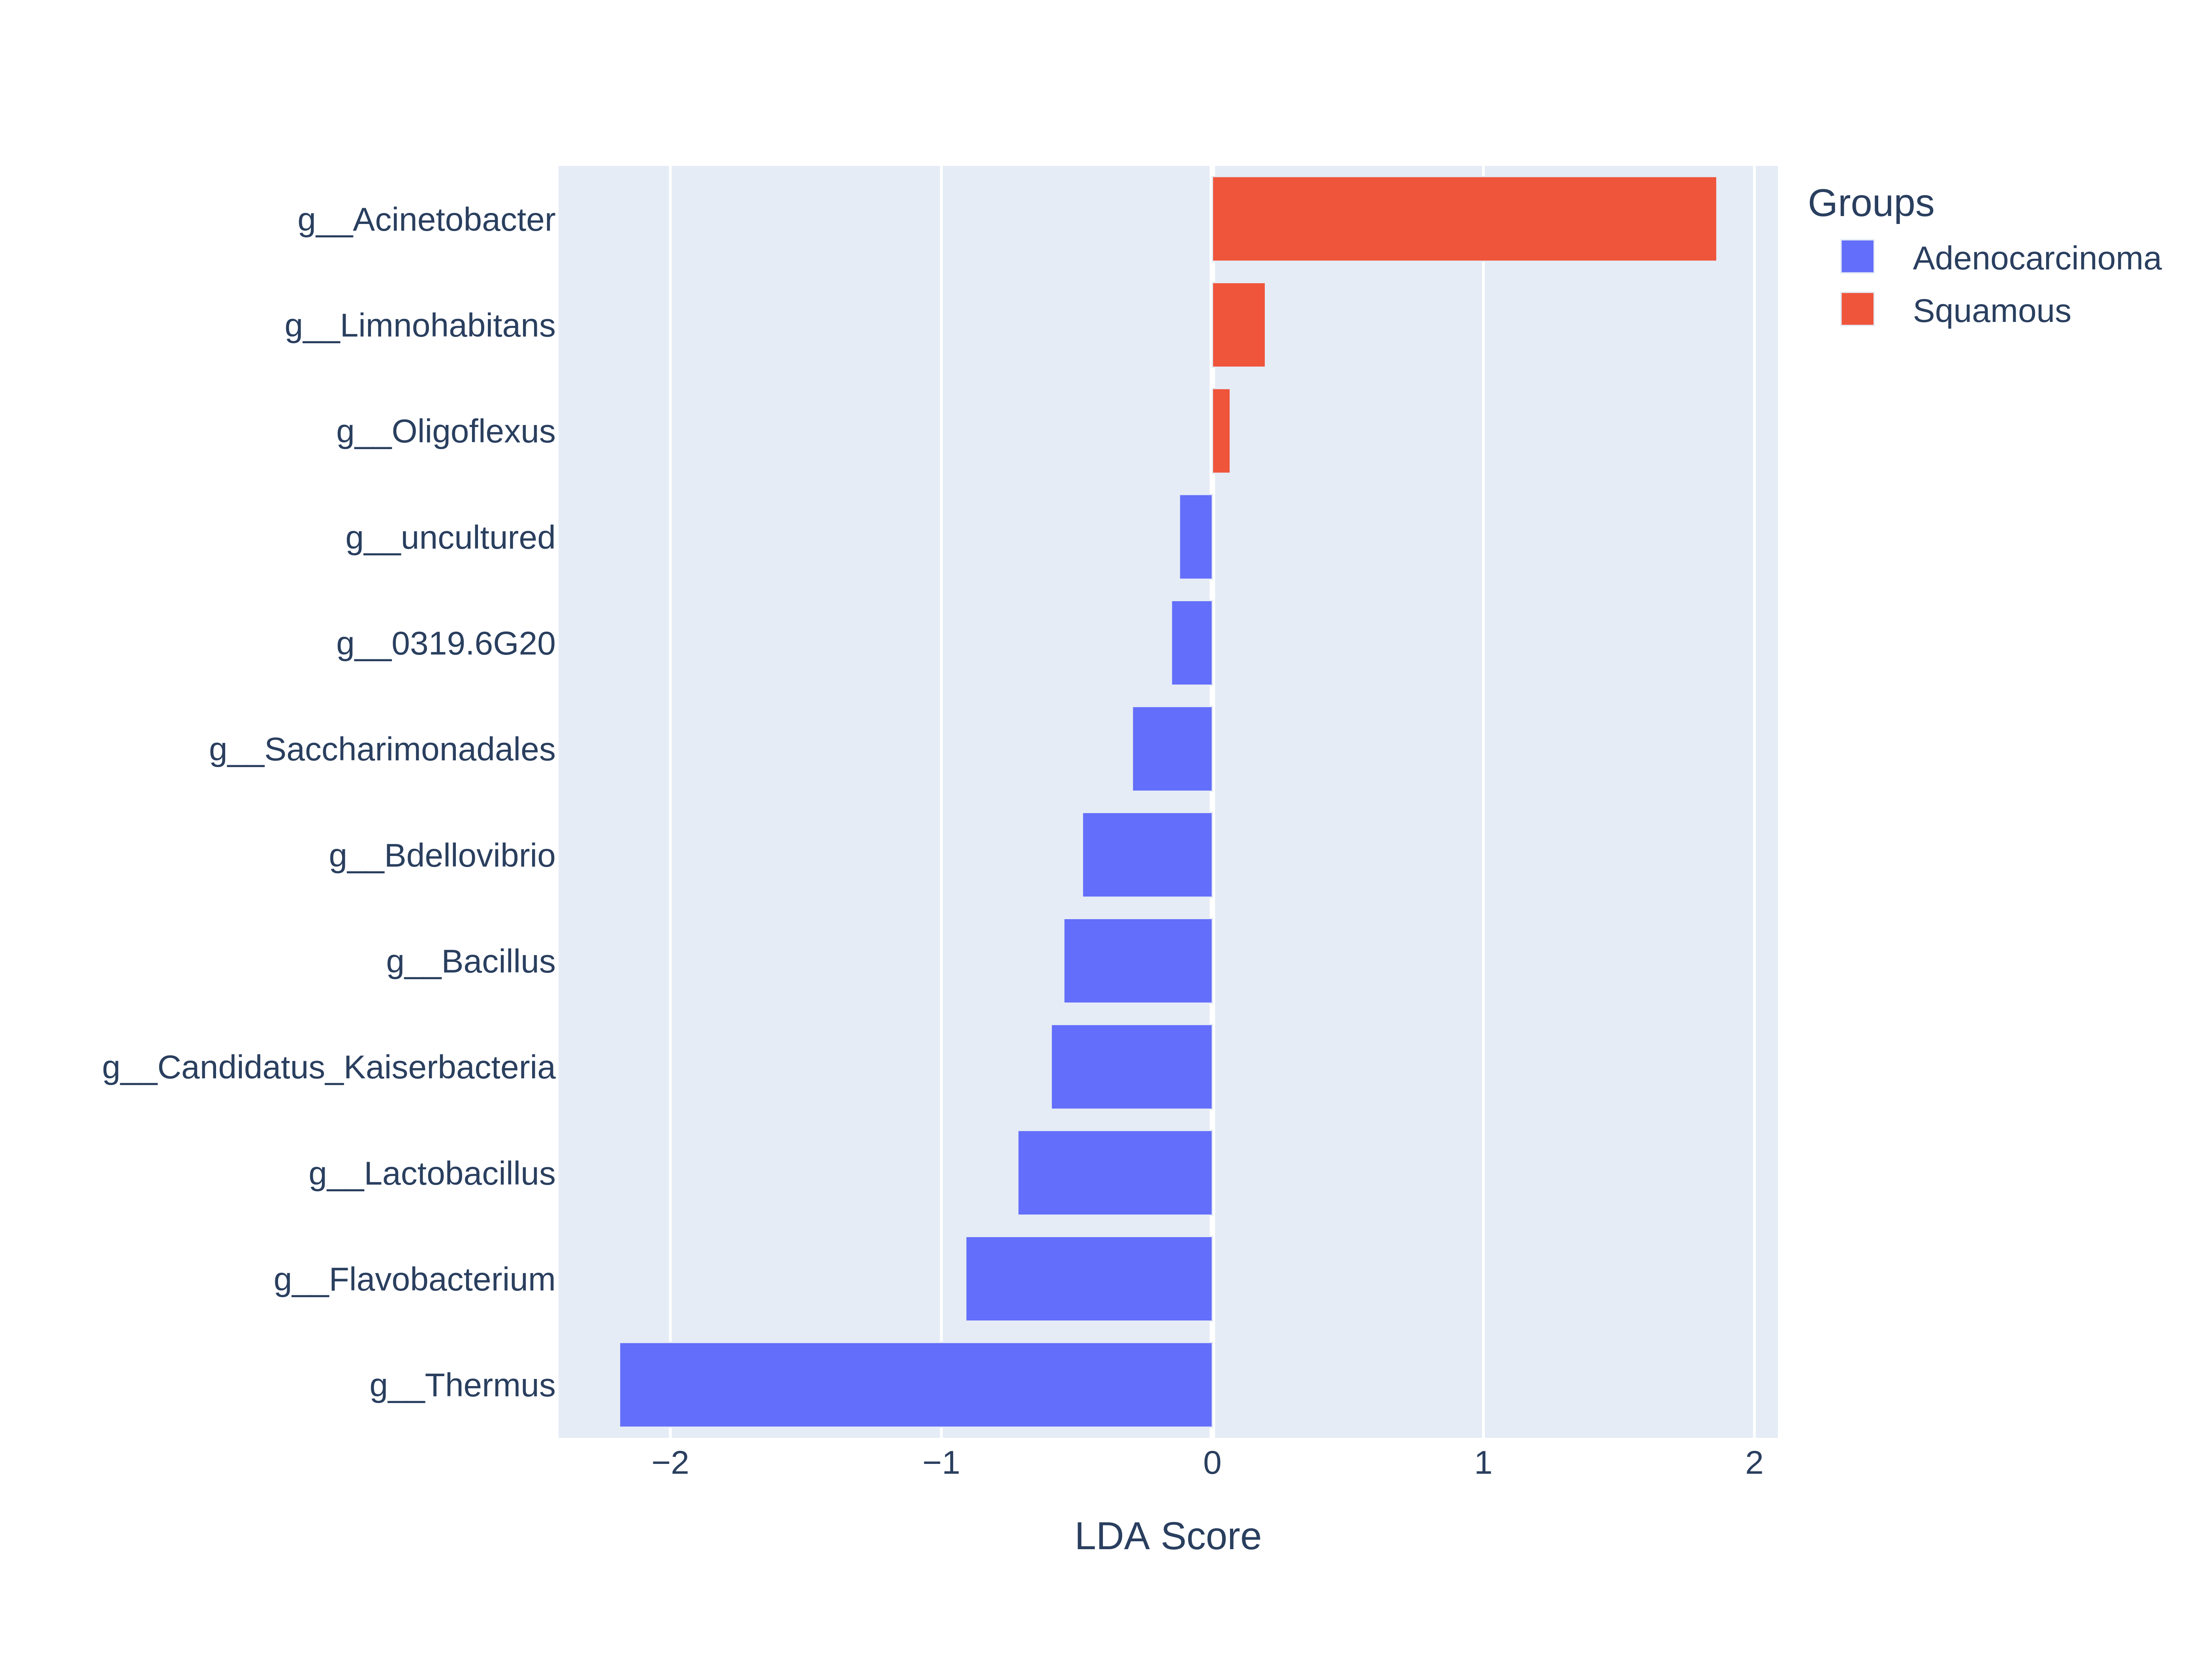 g__Acinetobacter
g__Limnohabitans
g__Oligoflexus
g__uncultured
g__0319.6G20
g__Saccharimonadales
g__Bdellovibrio
g__Bacillus
g__Candidatus_Kaiserbacteria
g__Lactobacillus
g__Flavobacterium
g__Thermus
−2 −1 0 1 2
LDA Score
Groups
Adenocarcinoma
Squamous